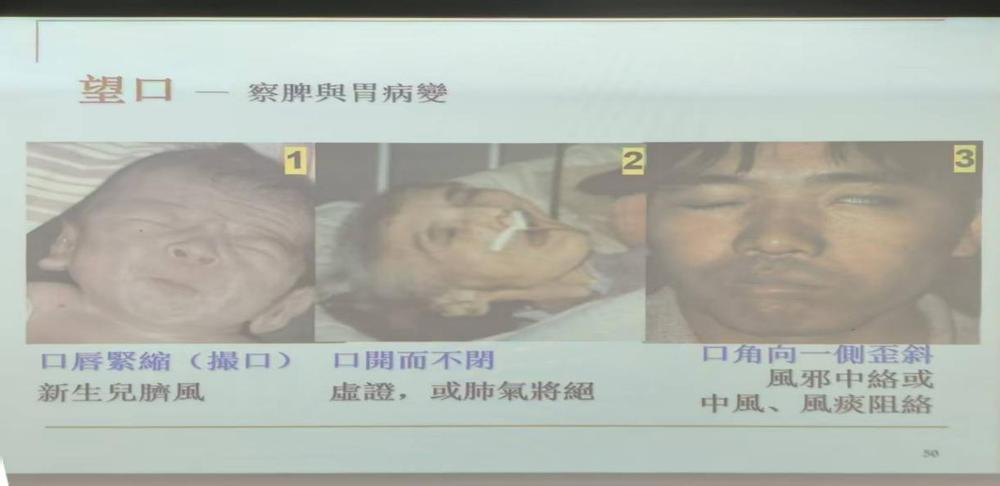 望口 — 察脾與胃病變
1
2
3
口唇緊縮（撮口）
新生兒臍風
口開而不閉
虛證，或肺氣將絕
口角向一側歪斜
風邪中絡或
中風、風痰阻絡
50